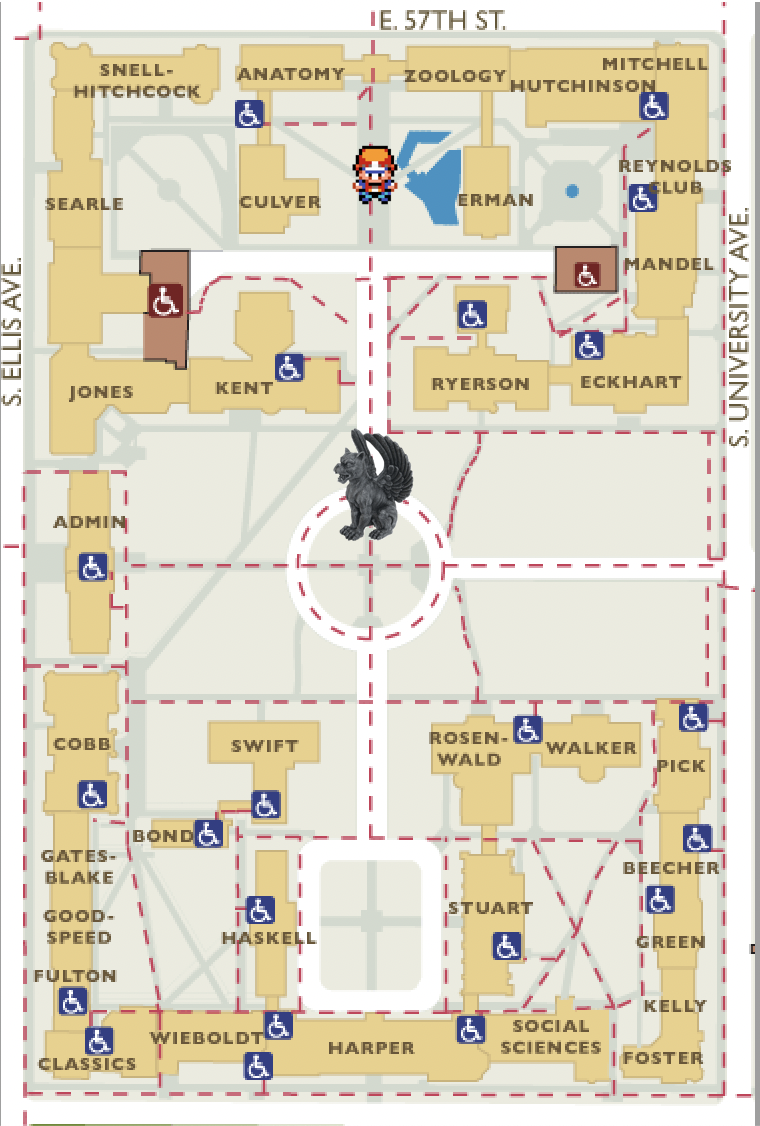 E. 57TH ST.
SNELL-
HITCHCOCK
ANATOMY
ZOOLOGY
MITCHELL
HUTCHINSON
SEARLE
CULVER
ERMAN
REYNOLDS
CLUB
MANDEL
S. ELLIS AVE.
S. UNIVERSITY AVE.
JONES
KENT
RYERSON
ECKHART
ADMIN
COBB
SWIFT
ROSEN-
WALD
WALKER
PICK
BOND
GATES-
BLAKE
GOOD-
SPEED
HASKELL
STUART
BEECHER
GREEN
FULTON
CLASSICS
WIEBOLDT
HARPER
SOCIAL
SCIENCES
KELLY
FOSTER